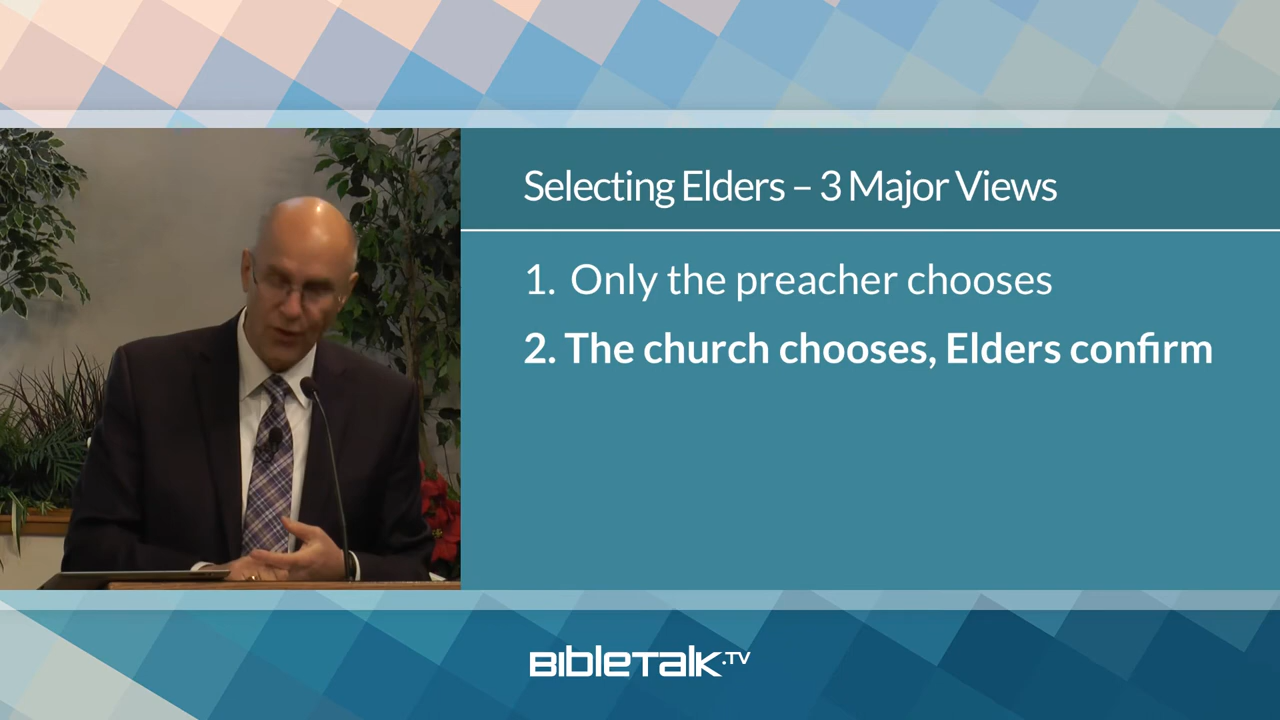 Selecting Elders – 3 Major Views
1. Only the preacher chooses
2. The church chooses, Elders confirm
BIBLETALK.TV